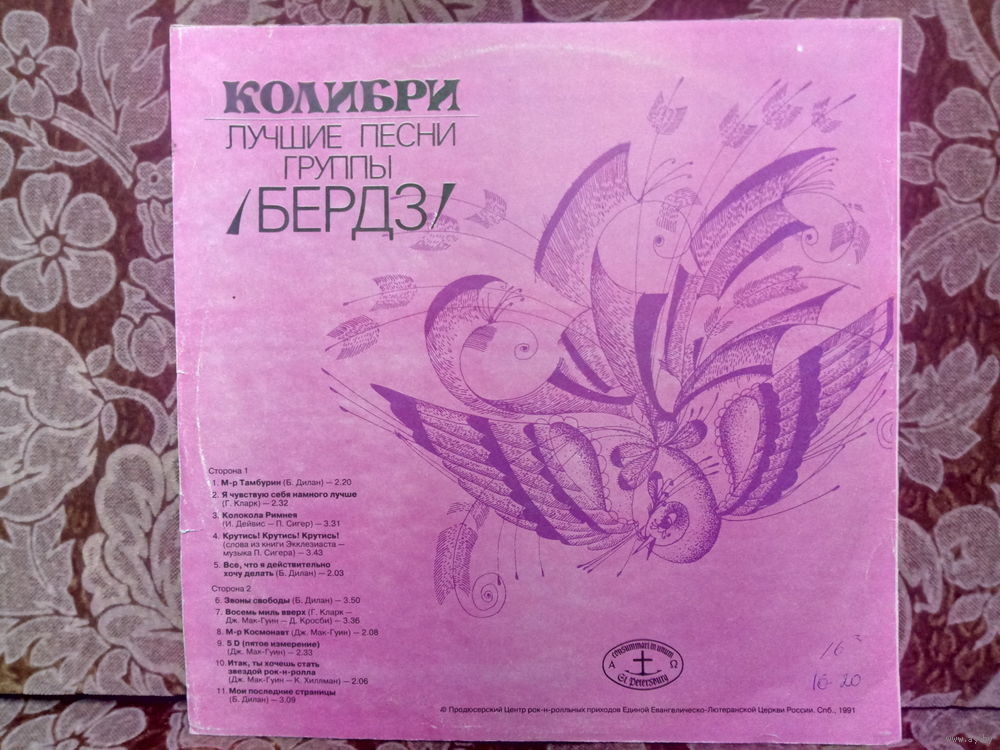 КОЛИБРИ
ЛУЧШИЕ ПЕСНИ
ГРУППЫ
/БЕРДЗ/
Сторона 1
1. М-р Тамбурин (Б. Дилан) — 2.20
2. Я чувствую себя намного лучше
(Г. Кларк) — 2.32
3. Колокола Римнея
(И. Дейвис — П. Сигер) — 3.31
4. Крутись! Крутись! Крутись!
(слова из книги Экклезиаста —
музыка П. Сигера) — 3.43
5. Все, что я действительно
хочу делать (Б. Дилан) — 2.03
Сторона 2
6. Звоны свободы (Б. Дилан) — 3.50
7. Восемь миль вверх (Г. Кларк —
Дж. Мак-Гуин — Д. Кросби) — 3.36
8. М-р Космонавт (Дж. Мак-Гуин) — 2.08
9. 5 D (пятое измерение)
(Дж. Мак-Гуин) — 2.33
10. Итак, ты хочешь стать
звездой рок-н-ролла
(Дж. Мак-Гуин — К. Хиллман) — 2.06
11. Мои последние страницы
(Б. Дилан) — 3.09
consummari in unum
Α Ω
St. Petersburg
16
16-20
© Продюсерский Центр рок-н-ролльных приходов Единой Евангелическо-Лютеранской Церкви России. Спб., 1991
www.ay.by